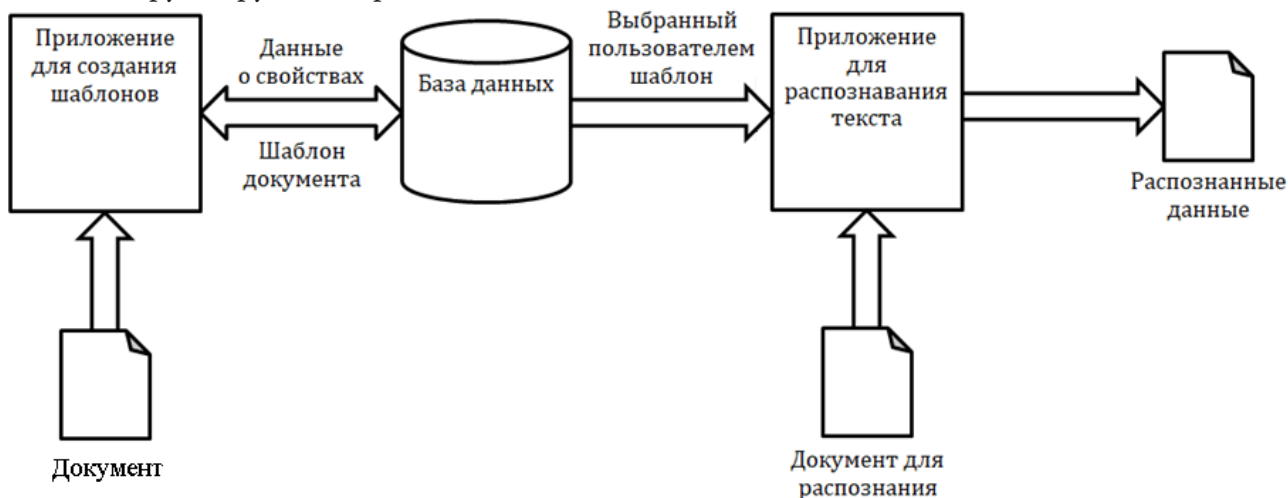 Приложение
для создания
шаблонов
Данные
о свойствах
Шаблон
документа
База данных
Выбранный
пользователем
шаблон
Приложение
для
распознавания
текста
Распознанные
данные
Документ
Документ для
распознания